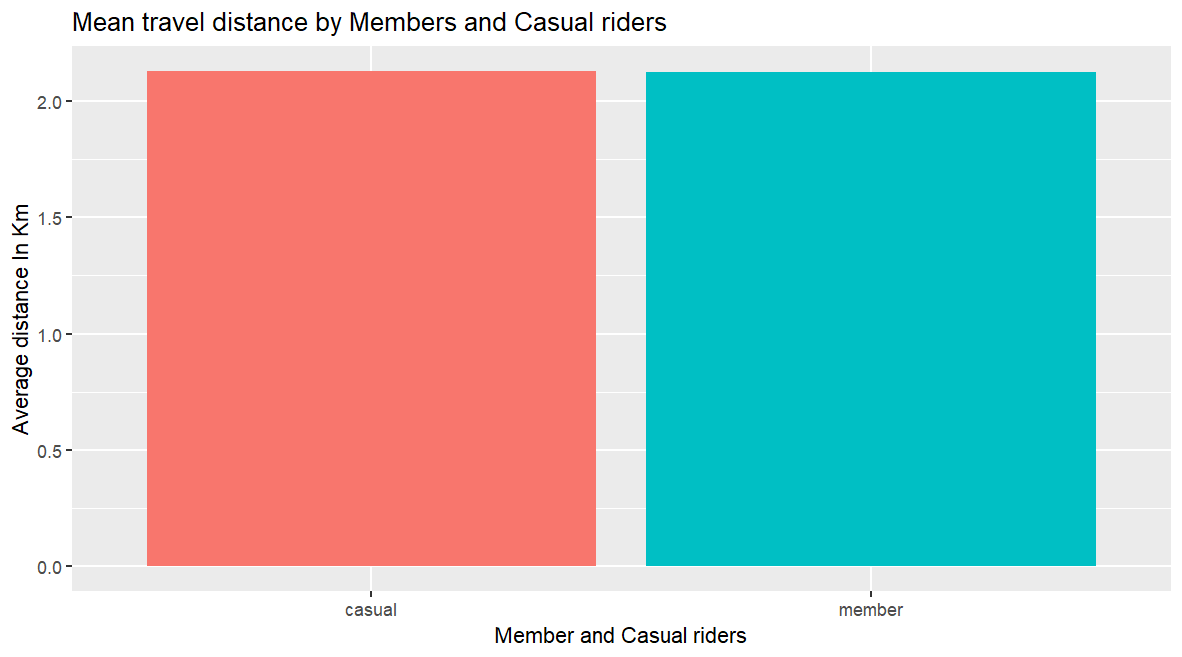 Mean travel distance by Members and Casual riders
Average distance In Km
2.0
1.5
1.0
0.5
0.0
casual member
Member and Casual riders